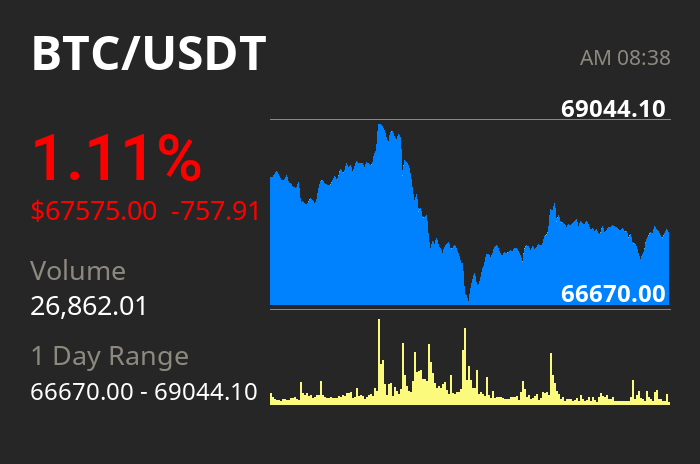 BTC/USDT
AM 08:38
69044.10
1.11%
$67575.00 -757.91
Volume
26,862.01
66670.00
1 Day Range
66670.00 - 69044.10